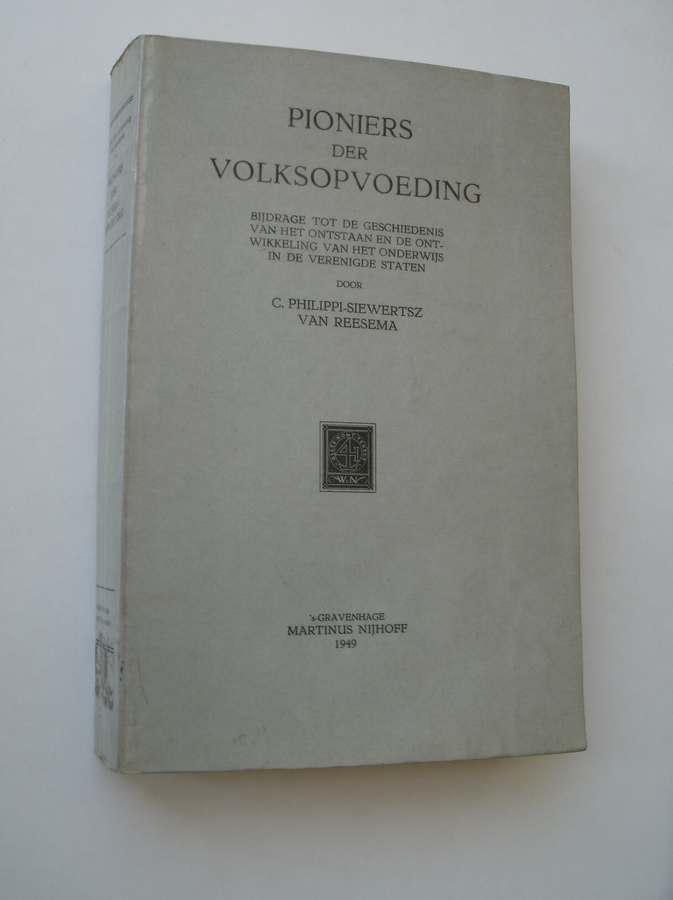 PIONIERS
DER
VOLKSOPVOEDING
BIJDRAGE TOT DE GESCHIEDENIS
VAN HET ONTSTAAN EN DE ONT-
WIKKELING VAN HET ONDERWIJS
IN DE VERENIGDE STATEN
DOOR
C. PHILIPPI-SIEWERTSZ
VAN REESEMA
W.N
's-GRAVENHAGE
MARTINUS NIJHOFF
1949